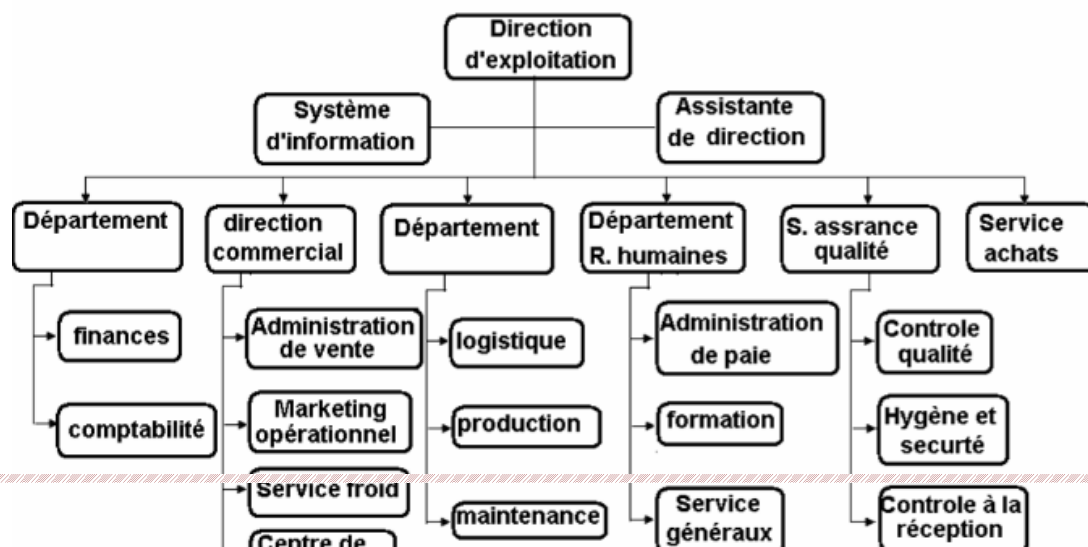 Direction
d'exploitation
Système
d'information
Assistante
de direction
Département
direction
commercial
Département
Département
R. humaines
S. assrance
qualité
Service
achats
finances
comptabilité
Administration
de vente
Marketing
opérationnel
Service froid
Centre de
logistique
production
maintenance
Administration
de paie
formation
Service
généraux
Controle
qualité
Hygène et
securté
Controle à la
réception